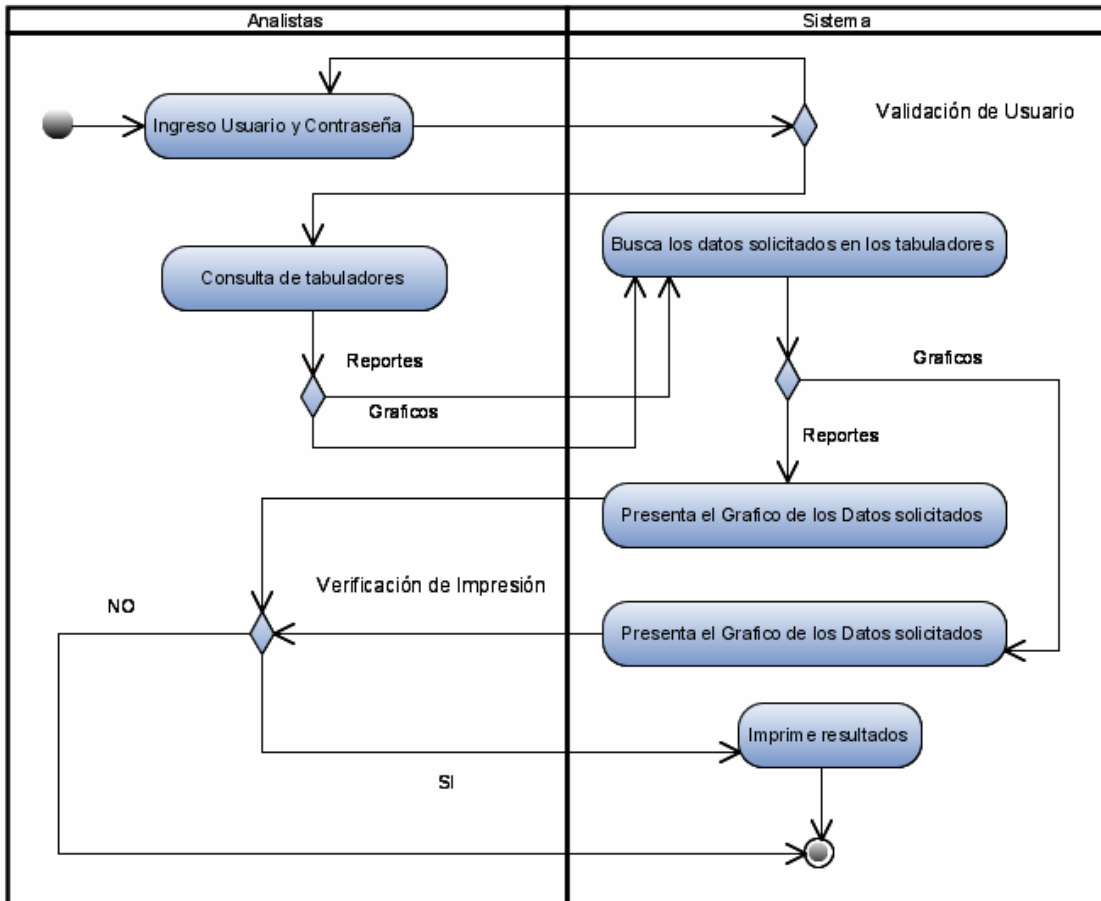 Analistas
Sistema
Ingreso Usuario y Contraseña
Validación de Usuario
Consulta de tabuladores
Busca los datos solicitados en los tabuladores
Reportes
Graficos
Graficos
Reportes
Presenta el Grafico de los Datos solicitados
Verificación de Impresión
NO
Presenta el Grafico de los Datos solicitados
Imprime resultados
SI